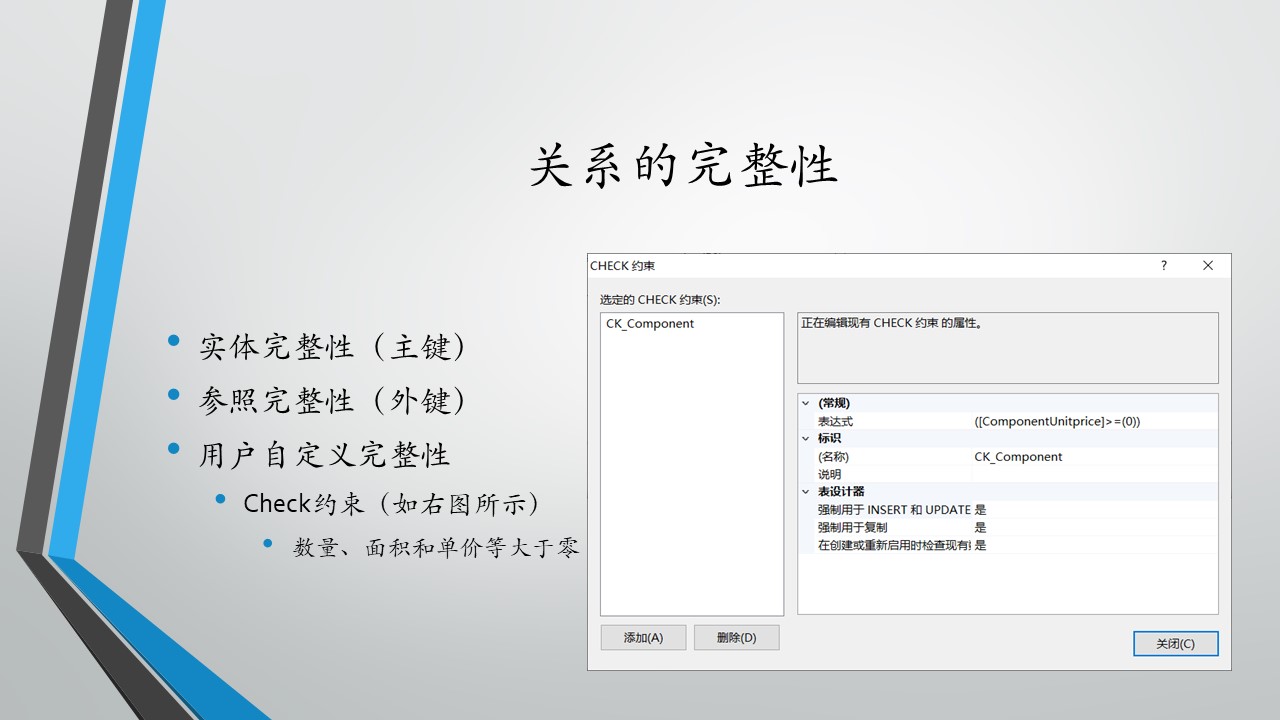 关系的完整性
实体完整性（主键）
参照完整性（外键）
用户自定义完整性
Check约束（如右图所示）
数量、面积和单价等大于零
CHECK 约束
选定的 CHECK 约束(S):
CK_Component
正在编辑现有 CHECK 约束 的属性。
(常规)
表达式 ([ComponentUnitprice]>=(0))
标识
(名称) CK_Component
说明
表设计器
强制用于 INSERT 和 UPDATE 是
强制用于复制 是
在创建或重新启用时检查现有 是
添加(A) 删除(D)
关闭(C)